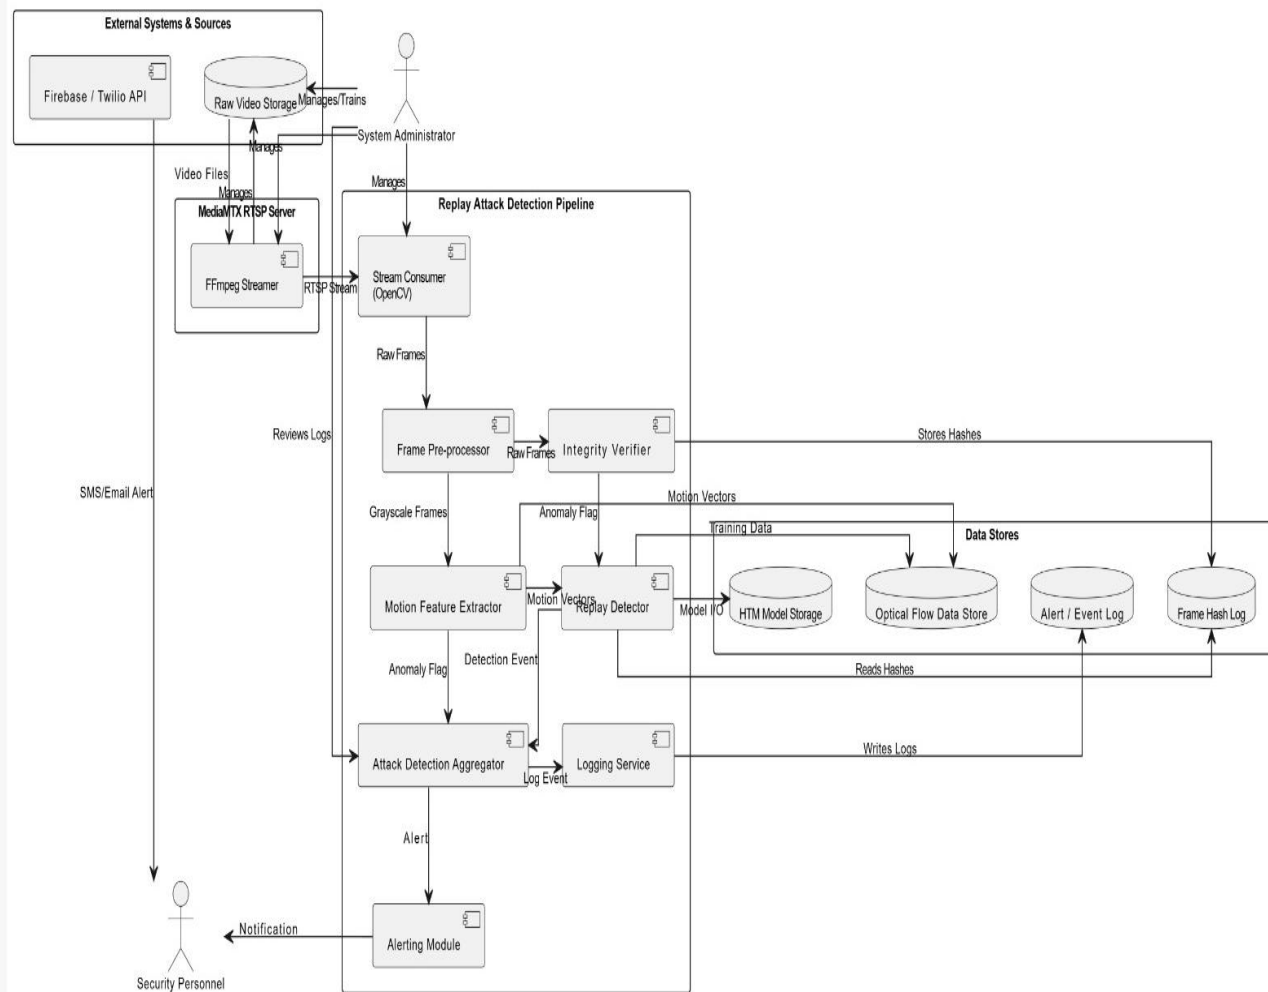 External Systems & Sources
Firebase / Twilio API
Raw Video Storage
Manages/Trains
System Administrator
Manages
Video Files
Manages
Manages
MediaMTX RTSP Server
Replay Attack Detection Pipeline
FFmpeg Streamer
RTSP Stream
Stream Consumer
(OpenCV)
Raw Frames
Reviews Logs
Frame Pre-processor
Raw Frames
Integrity Verifier
Stores Hashes
SMS/Email Alert
Grayscale Frames
Anomaly Flag
Motion Vectors
Training Data
Data Stores
Motion Feature Extractor
Motion Vectors
Replay Detector
Model I/O
HTM Model Storage
Optical Flow Data Store
Alert / Event Log
Frame Hash Log
Anomaly Flag
Detection Event
Reads Hashes
Attack Detection Aggregator
Log Event
Logging Service
Writes Logs
Alert
Notification
Alerting Module
Security Personnel